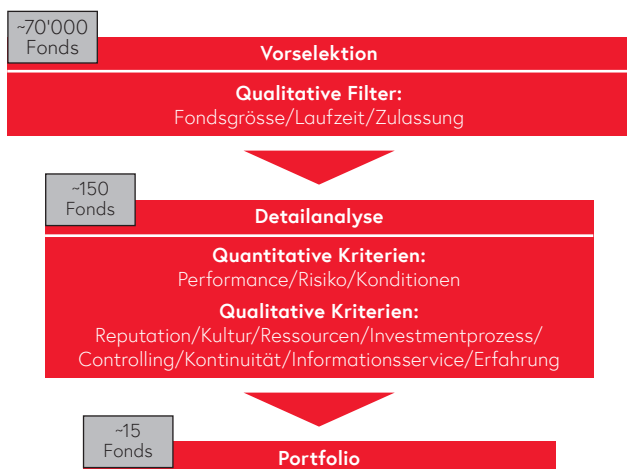 ~70'000
Fonds
Vorselektion
Qualitative Filter:
Fondsgrösse/Laufzeit/Zulassung
~150
Fonds
Detailanalyse
Quantitative Kriterien:
Performance/Risiko/Konditionen
Qualitative Kriterien:
Reputation/Kultur/Ressourcen/Investmentprozess/
Controlling/Kontinuität/Informationsservice/Erfahrung
~15
Fonds
Portfolio